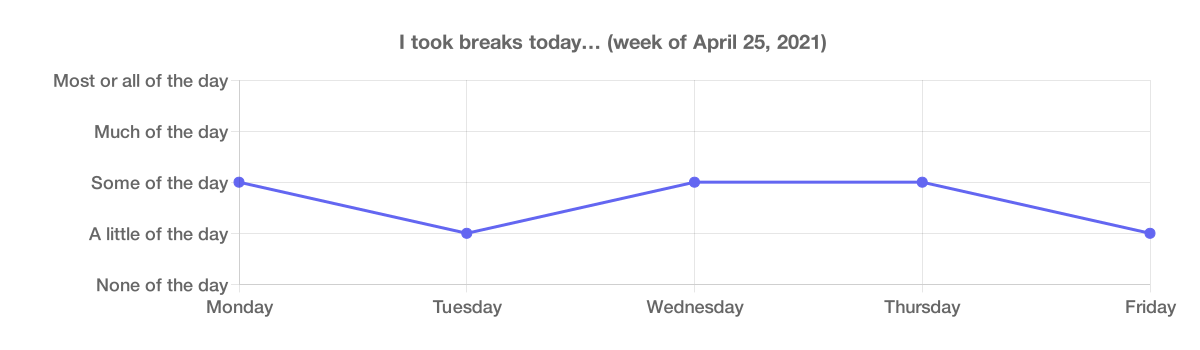 I took breaks today... (week of April 25, 2021)
Most or all of the day
Much of the day
Some of the day
A little of the day
None of the day
Monday Tuesday Wednesday Thursday Friday